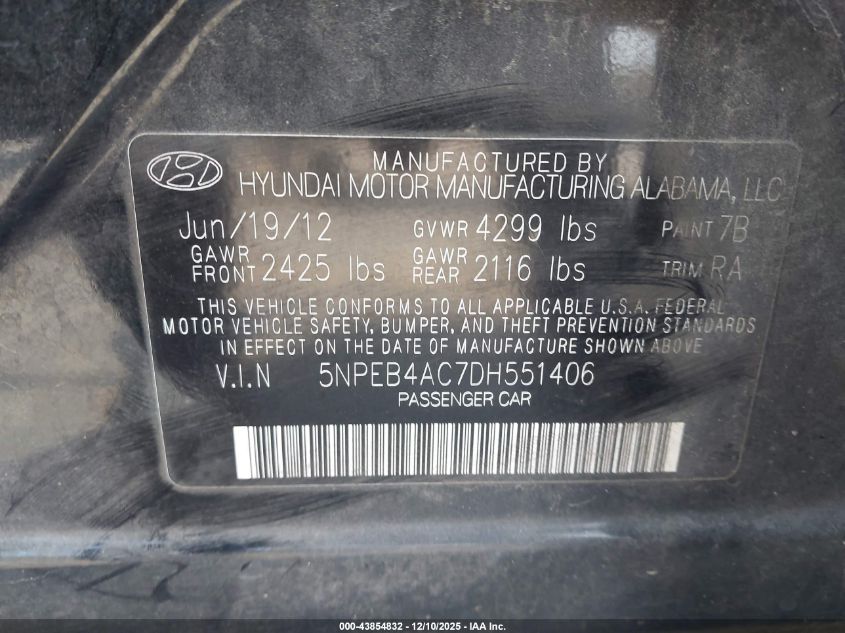 MANUFACTURED BY
HYUNDAI MOTOR MANUFACTURING ALABAMA, LLC
Jun/19/12 GVWR 4299 lbs PAINT 7B
GAWR FRONT 2425 lbs GAWR REAR 2116 lbs TRIM RA
THIS VEHICLE CONFORMS TO ALL APPLICABLE U.S.A. FEDERAL
MOTOR VEHICLE SAFETY, BUMPER, AND THEFT PREVENTION STANDARDS
IN EFFECT ON THE DATE OF MANUFACTURE SHOWN ABOVE
V.I.N 5NPEB4AC7DH551406
PASSENGER CAR
000-43854832 - 12/10/2025 - IAA Inc.